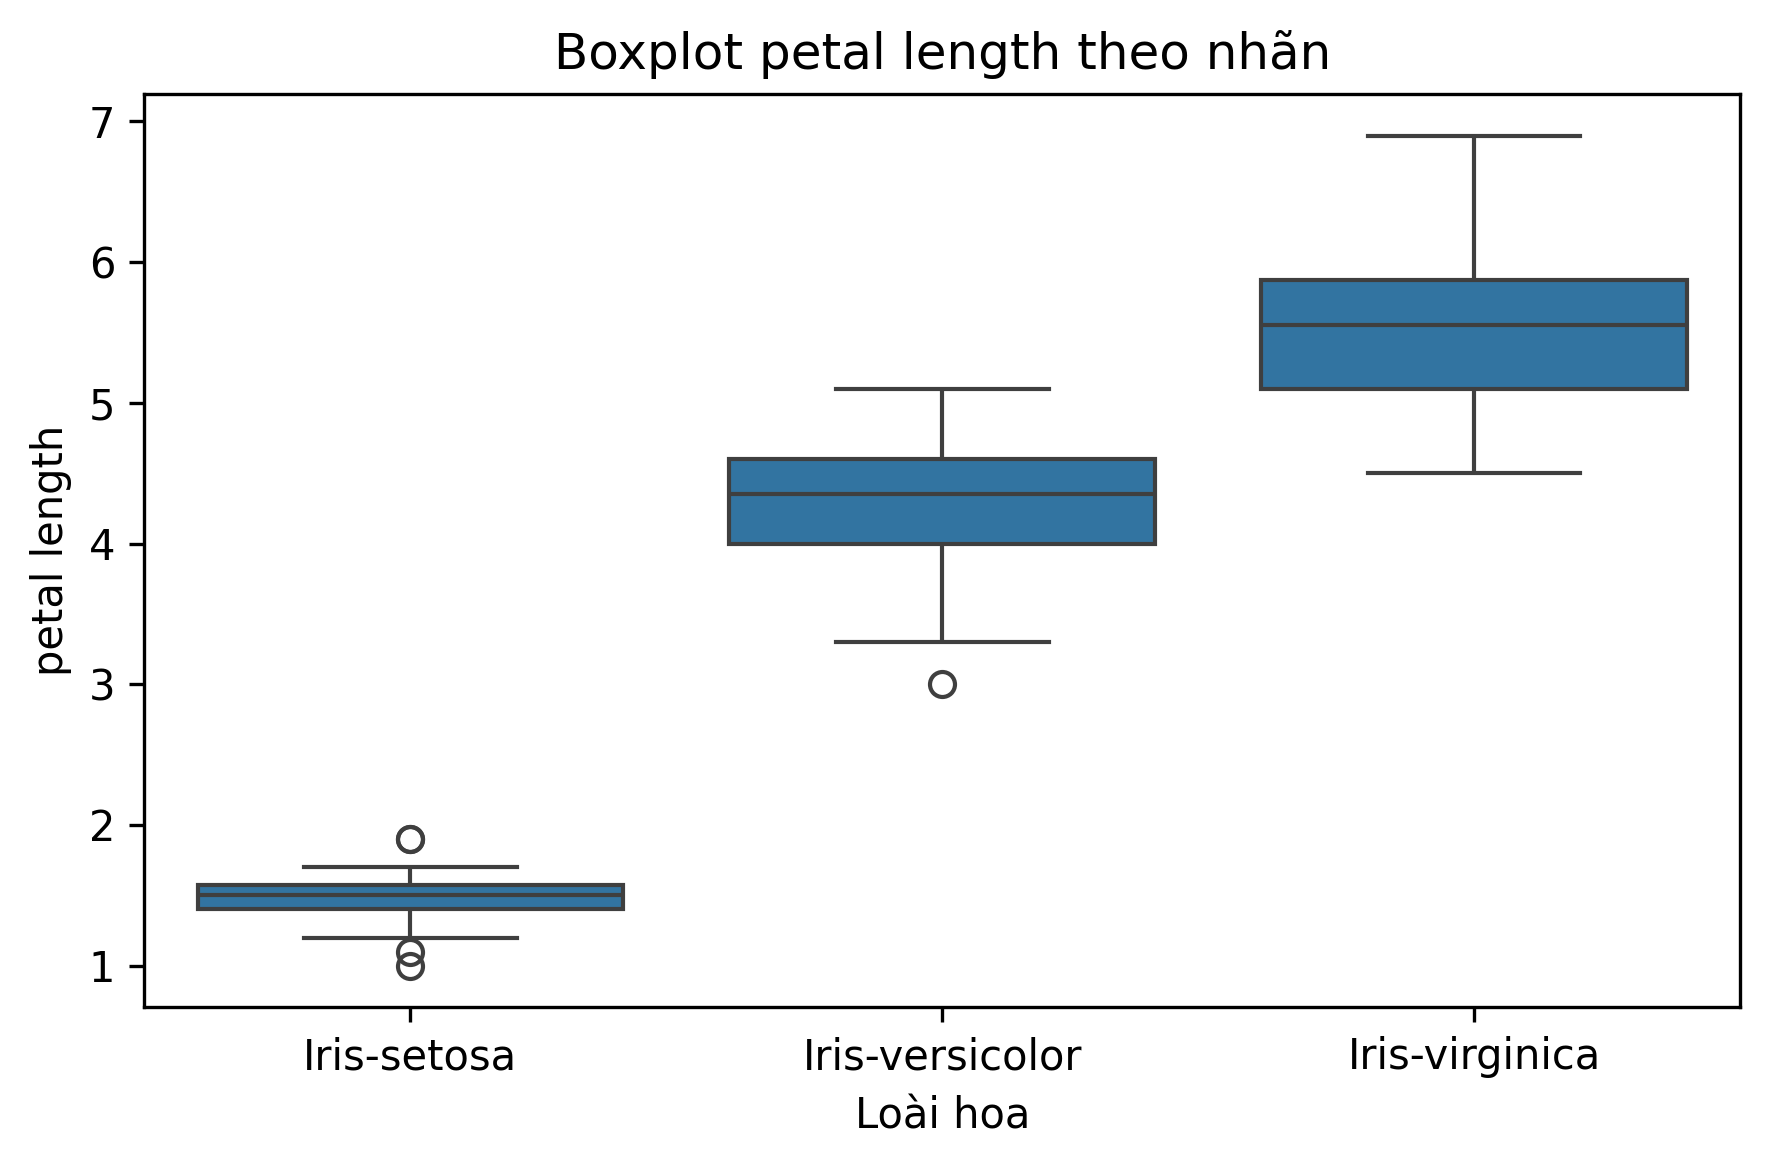 Boxplot petal length theo nhãn
7
6
5
4
3
2
1
petal length
Iris-setosa
Iris-versicolor
Iris-virginica
Loài hoa